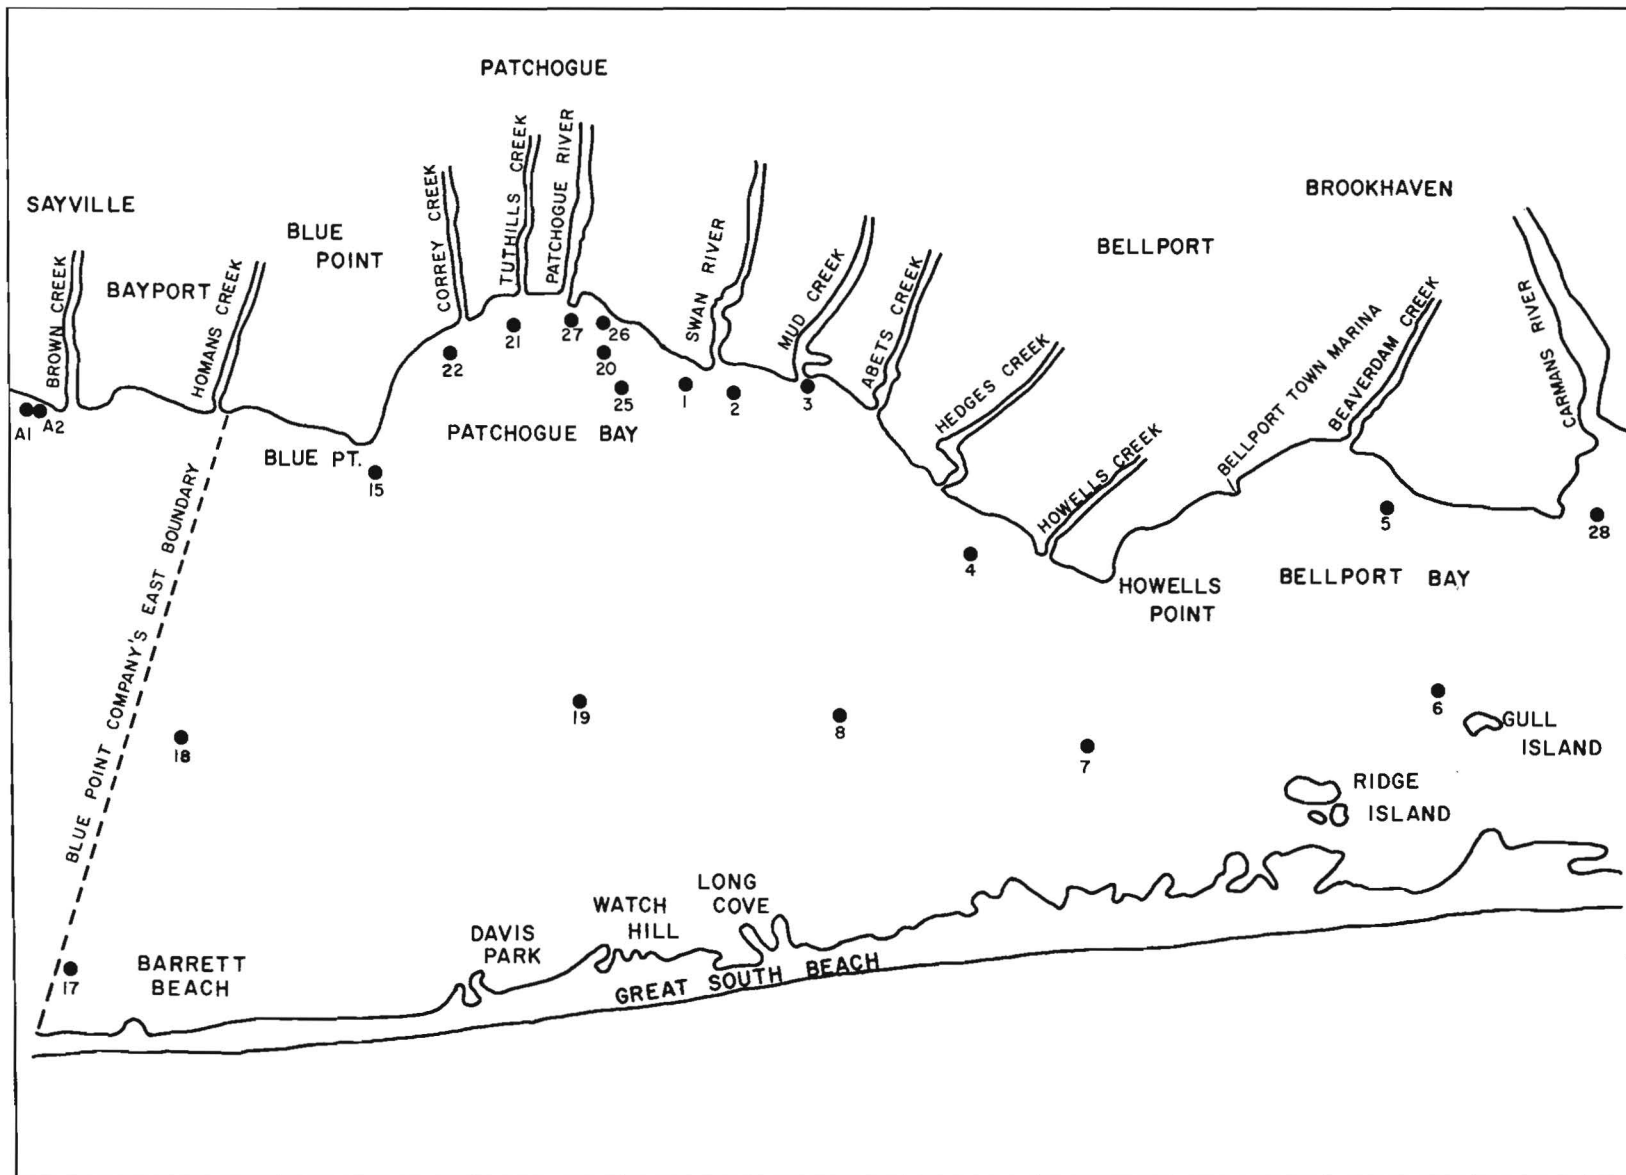 PATCHOGUE
SAYVILLE
BROWN CREEK
BAYPORT
HOMANS CREEK
BLUE
POINT
CORREY CREEK
TUTHILLS CREEK
PATCHOGUE RIVER
SWAN RIVER
MUD CREEK
ABETS CREEK
HEDGES CREEK
HOWELLS CREEK
BELLPORT
BROOKHAVEN
BELLPORT TOWN MARINA
BEAVERDAM CREEK
CARMANS RIVER
A1
A2
22
21
27
26
20
25
1
2
3
PATCHOGUE BAY
BLUE PT.
15
4
5
28
HOWELLS
POINT
BELLPORT BAY
BLUE POINT COMPANY'S EAST BOUNDARY
18
19
8
7
6
GULL
ISLAND
RIDGE
ISLAND
17
BARRETT
BEACH
DAVIS
PARK
WATCH
HILL
LONG
COVE
GREAT SOUTH BEACH